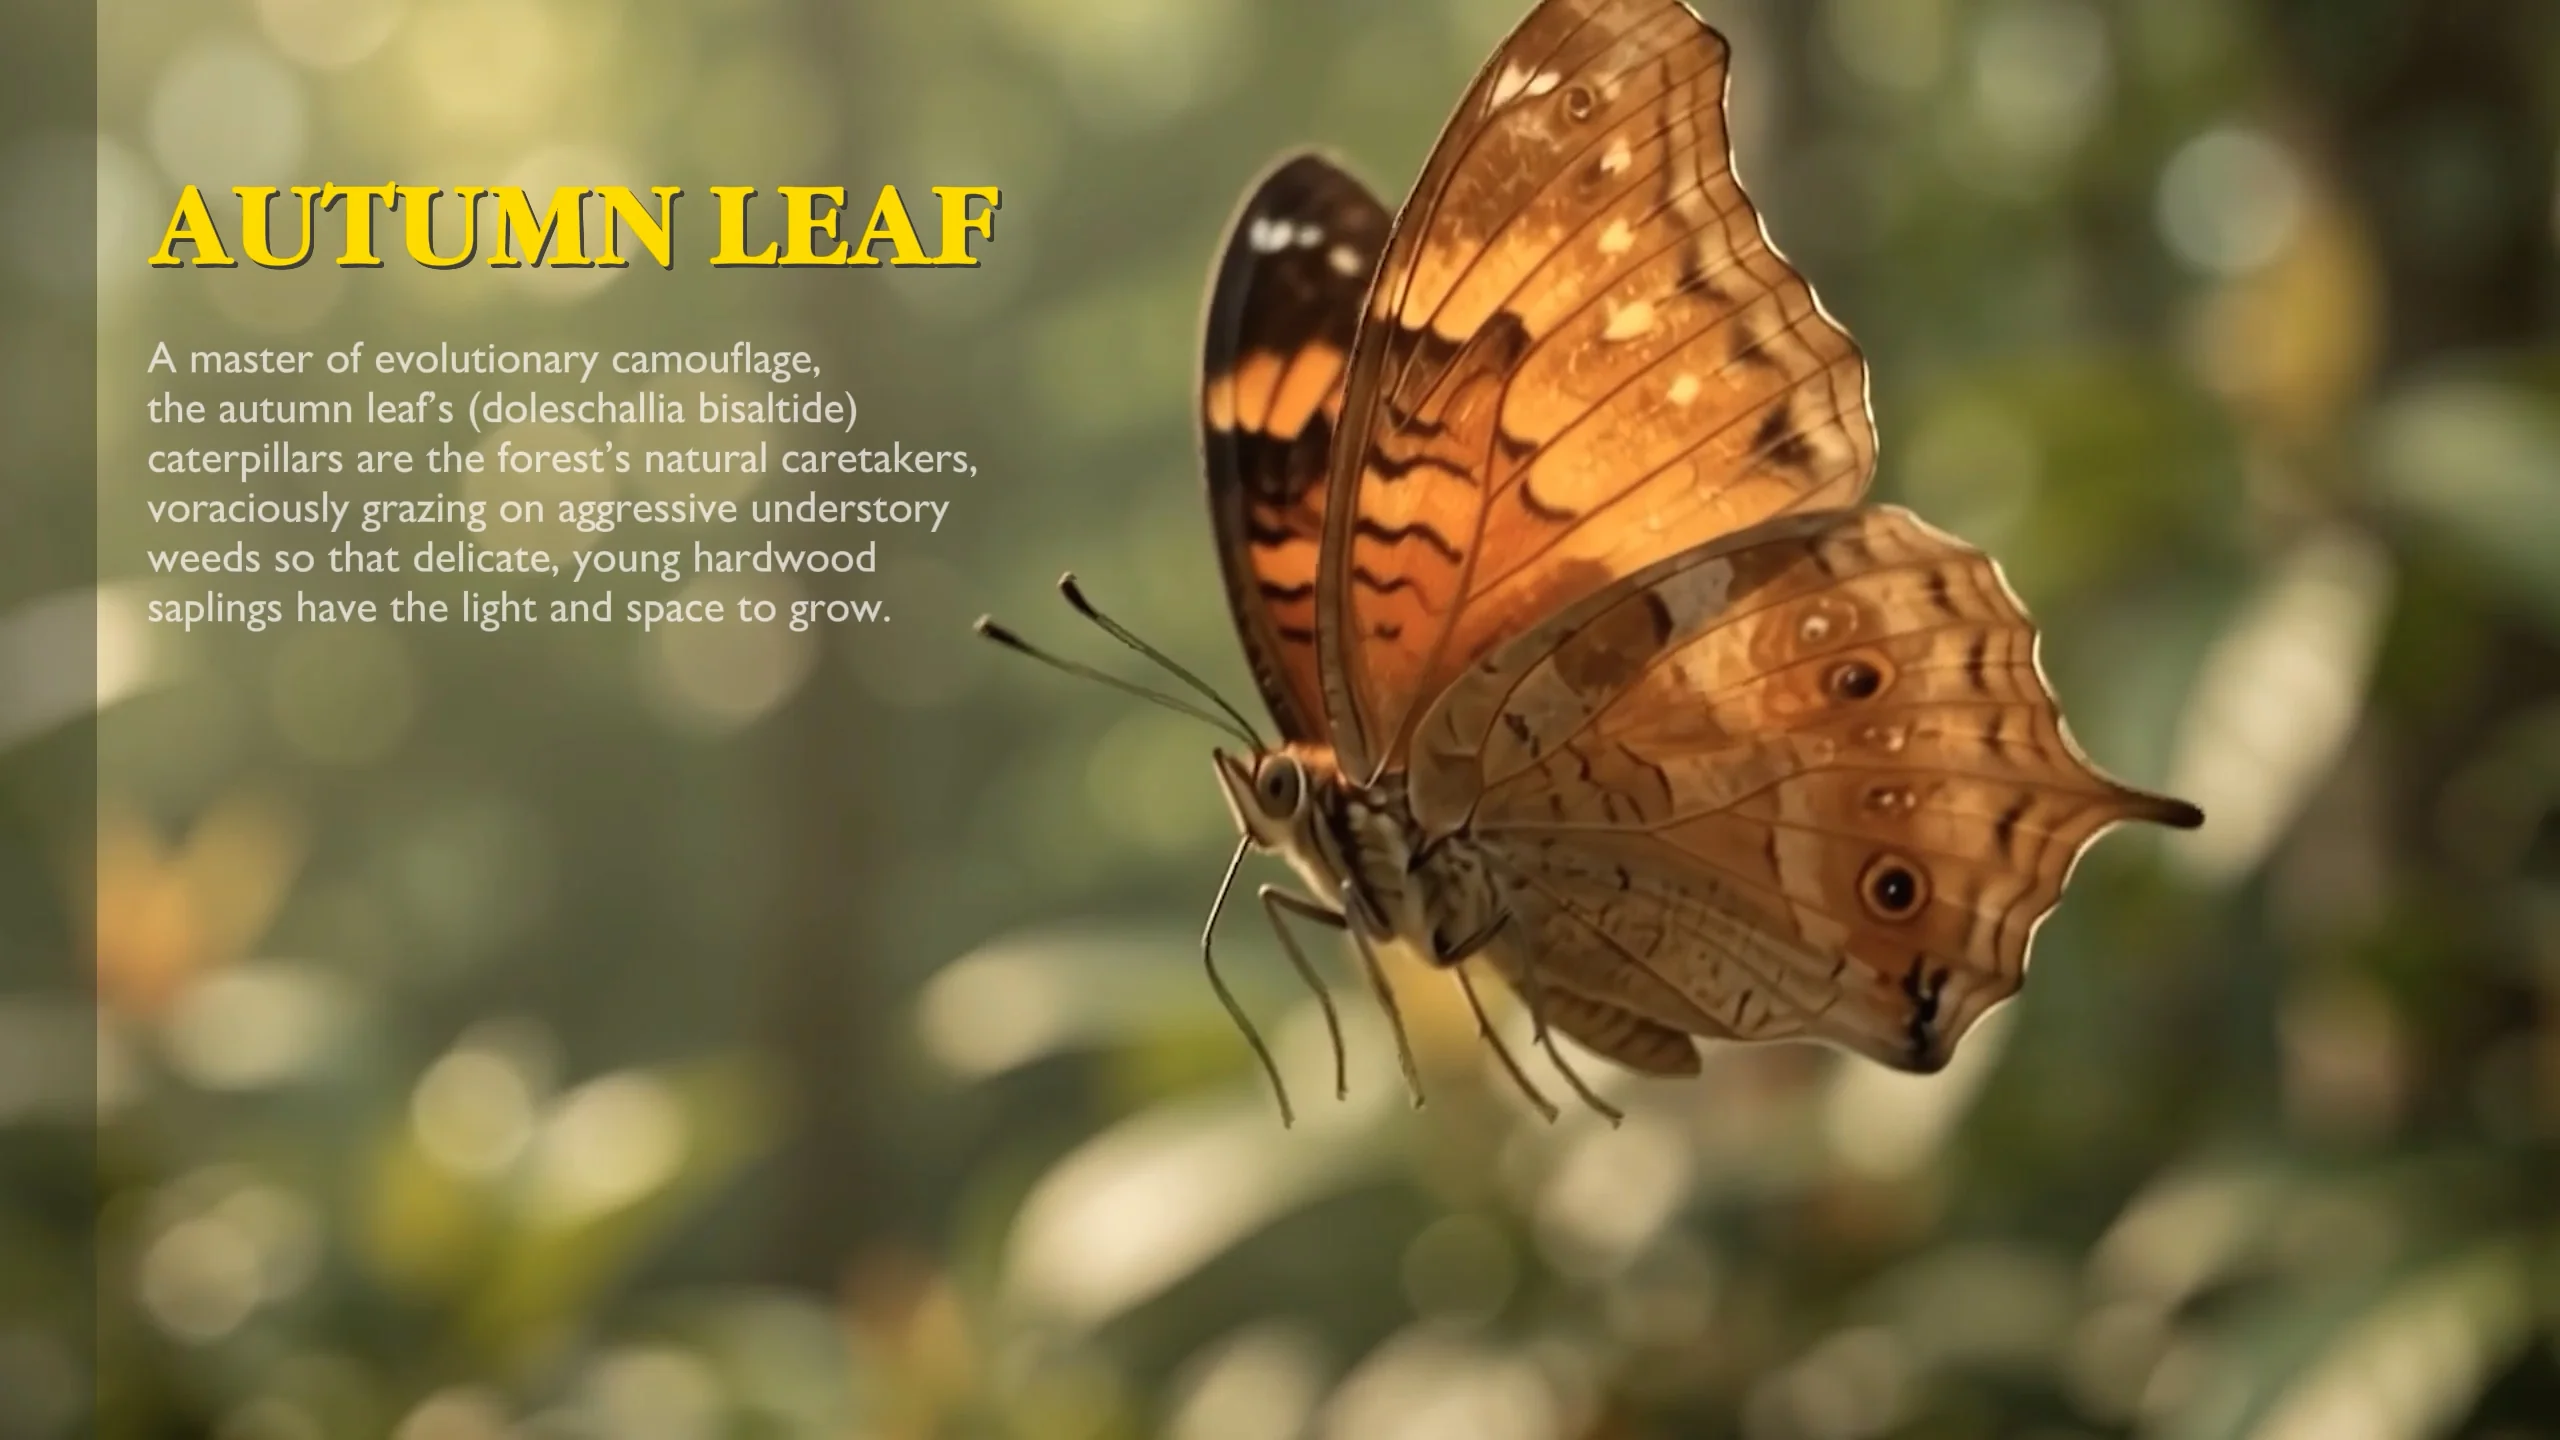 AUTUMN LEAF
A master of evolutionary camouflage,
the autumn leaf’s (doleschallia bisaltide)
caterpillars are the forest’s natural caretakers,
voraciously grazing on aggressive understory
weeds so that delicate, young hardwood
saplings have the light and space to grow.